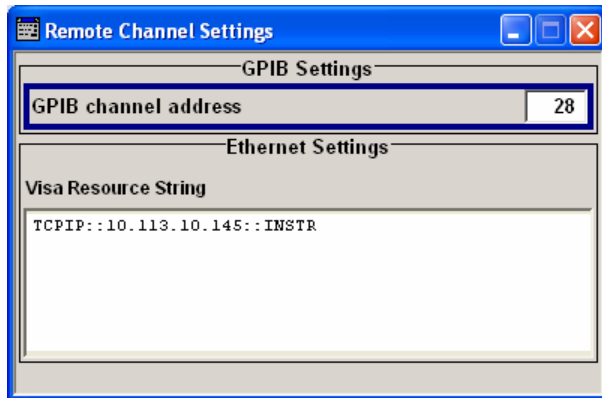 Remote Channel Settings
GPIB Settings
GPIB channel address 28
Ethernet Settings
Visa Resource String
TCPIP::10.113.10.145::INSTR